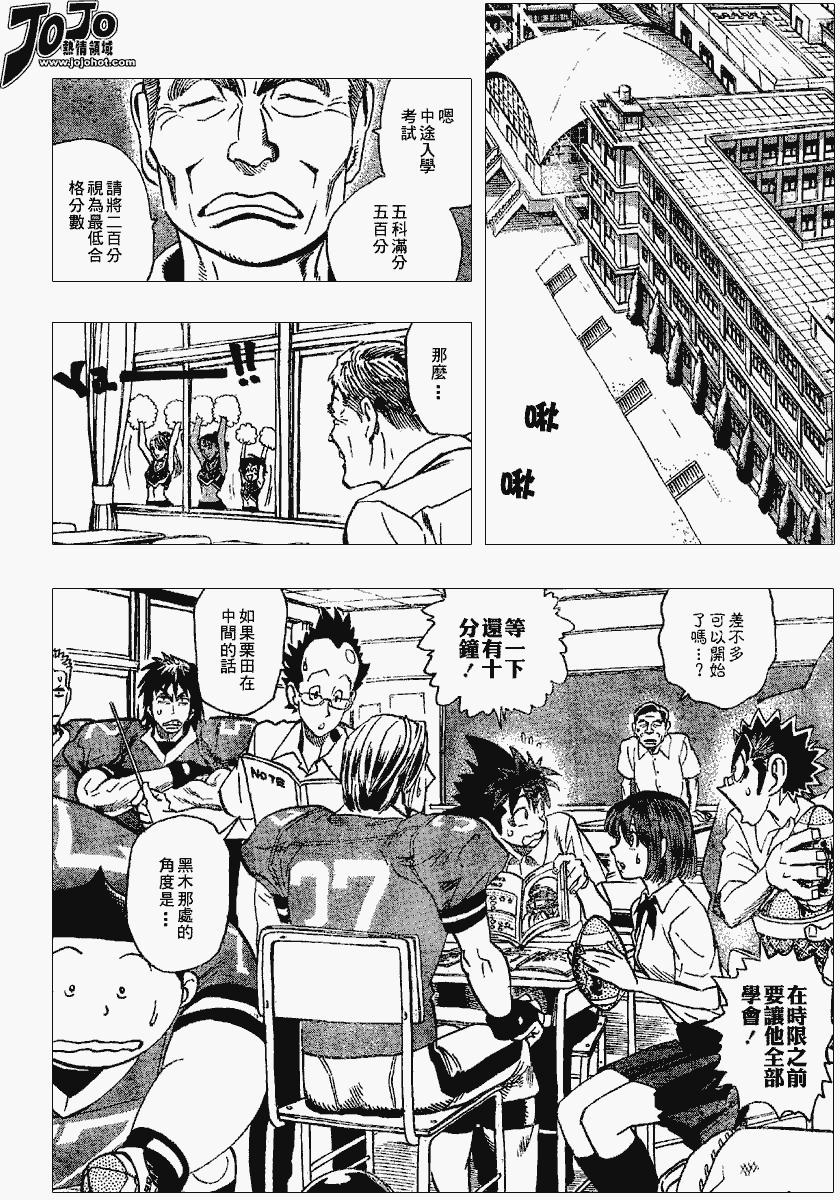 JOJO
熱情領域
www.jojohot.com
啾
啾
嗯
中途入學
考試
五科滿分
五百分
請將二百分
視為最低合
格分數
那麼…
Ya——!!
差不多
可以開始
了嗎…?
等一下
還有十
分鐘!
如果栗田在
中間的話
黑木那處的
角度是…
在時限之前
要讓他全部
學會!
37